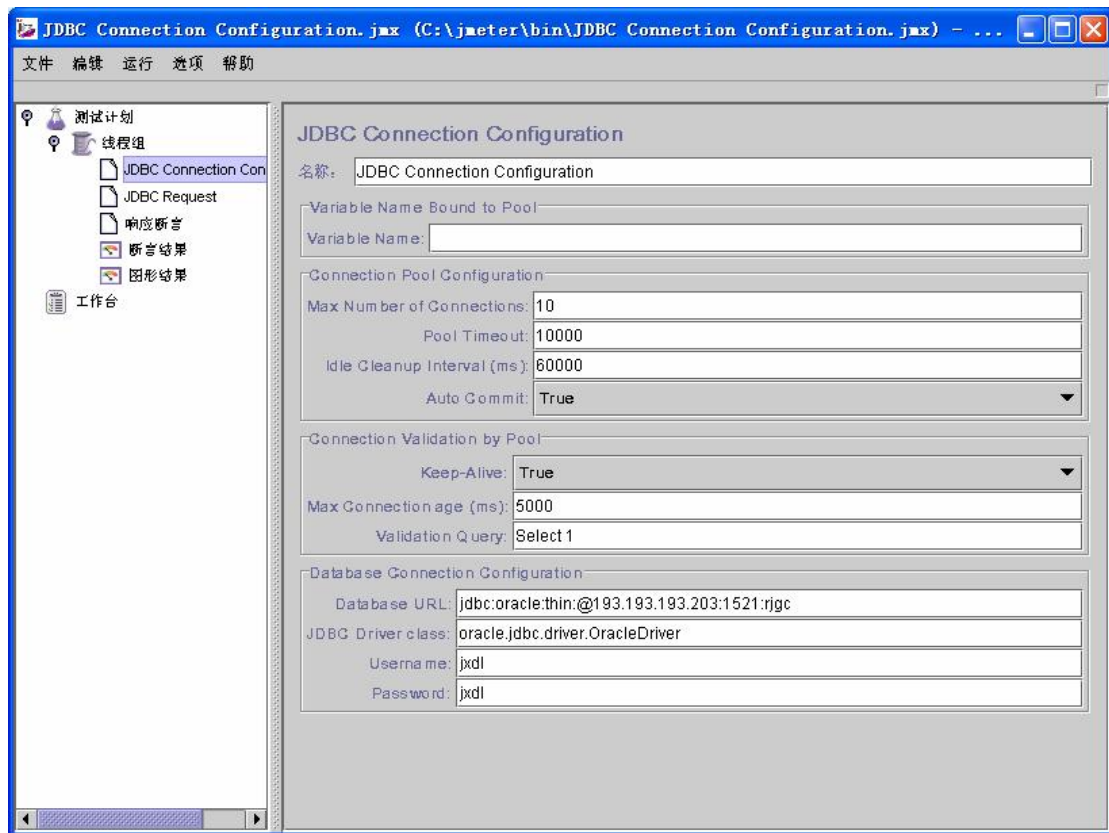 JDBC Connection Configuration.jmx (C:\jmeter\bin\JDBC Connection Configuration.jmx) - ...
文件 编辑 运行 选项 帮助
测试计划
线程组
JDBC Connection Con
JDBC Request
响应断言
断言结果
图形结果
工作台
JDBC Connection Configuration
名称: JDBC Connection Configuration
Variable Name Bound to Pool
Variable Name:
Connection Pool Configuration
Max Number of Connections: 10
Pool Timeout: 10000
Idle Cleanup Interval (ms): 60000
Auto Commit: True
Connection Validation by Pool
Keep-Alive: True
Max Connection age (ms): 5000
Validation Query: Select 1
Database Connection Configuration
Database URL: jdbc:oracle:thin:@193.193.193.203:1521:rjgc
JDBC Driver class: oracle.jdbc.driver.OracleDriver
Username: jxdl
Password: jxdl